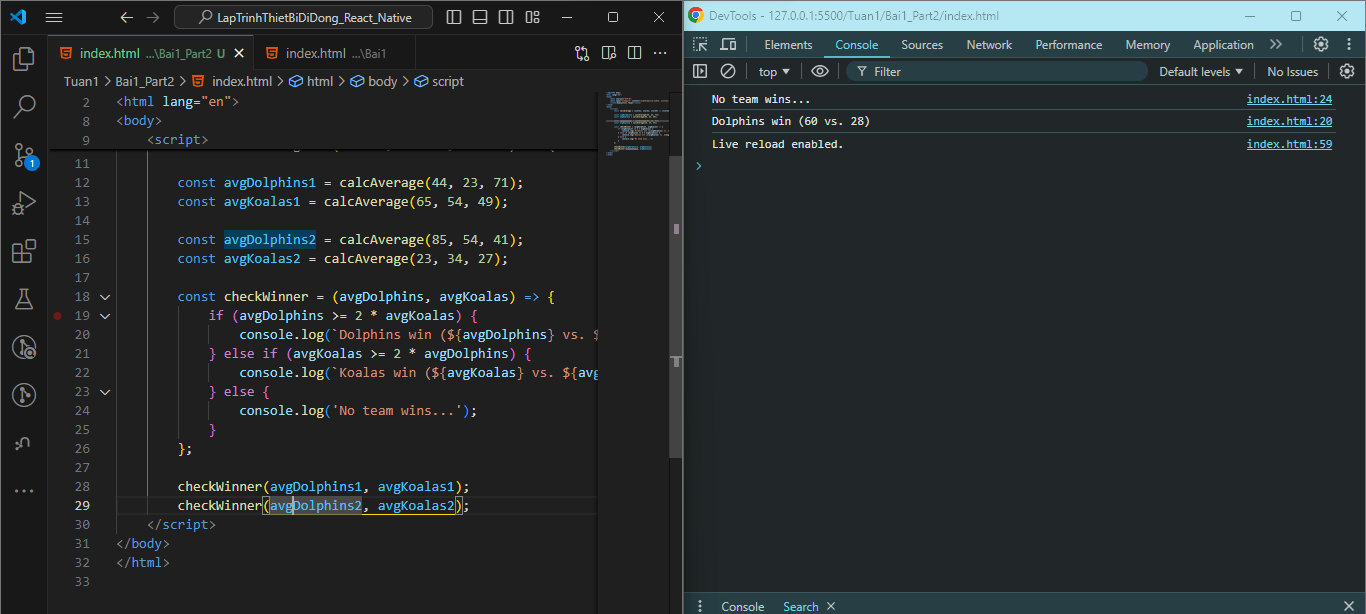 LapTrinhThietBiDiDong_React_Native
index.html ...\Bai1_Part2 U
index.html ...\Bai1
Tuan1 > Bai1_Part2 > index.html > html > body > script
1
2 <html lang="en">
8 <body>
9 <script>
11
12 const avgDolphins1 = calcAverage(44, 23, 71);
13 const avgKoalas1 = calcAverage(65, 54, 49);
14
15 const avgDolphins2 = calcAverage(85, 54, 41);
16 const avgKoalas2 = calcAverage(23, 34, 27);
17
18 const checkWinner = (avgDolphins, avgKoalas) => {
19 if (avgDolphins >= 2 * avgKoalas) {
20 console.log(`Dolphins win (${avgDolphins} vs. $
21 } else if (avgKoalas >= 2 * avgDolphins) {
22 console.log(`Koalas win (${avgKoalas} vs. ${avg
23 } else {
24 console.log('No team wins...');
25 }
26 };
27
28 checkWinner(avgDolphins1, avgKoalas1);
29 checkWinner(avgDolphins2, avgKoalas2);
30 </script>
31 </body>
32 </html>
33
DevTools - 127.0.0.1:5500/Tuan1/Bai1_Part2/index.html
Elements Console Sources Network Performance Memory Application
top Filter Default levels No Issues
No team wins... index.html:24
Dolphins win (60 vs. 28) index.html:20
Live reload enabled. index.html:59
>
Console Search